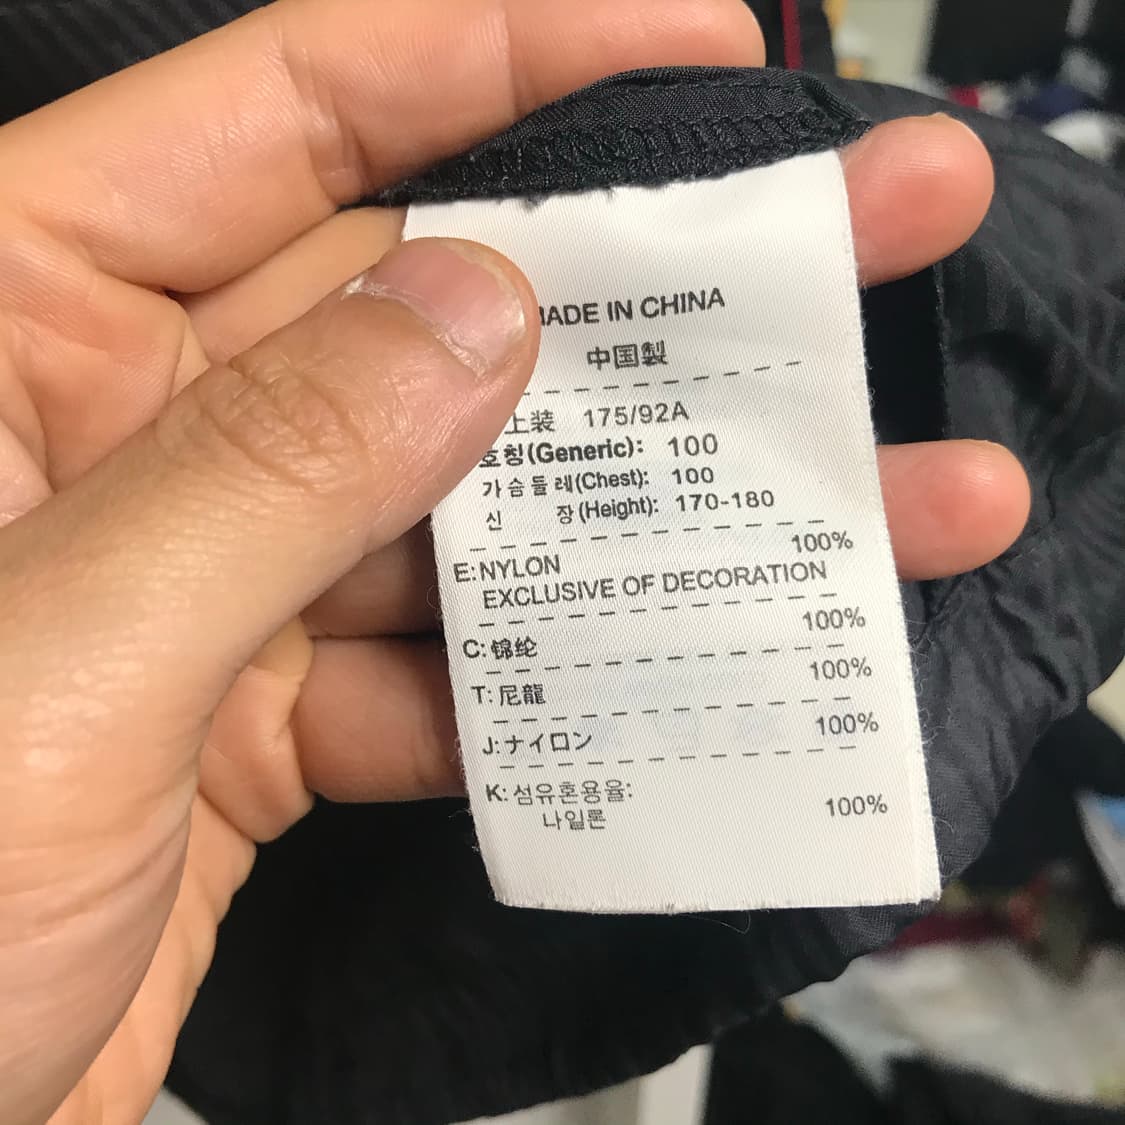 MADE IN CHINA
中国製
上装 175/92A
호칭(Generic): 100
가슴둘레(Chest): 100
신 장(Height): 170-180
E:NYLON 100%
EXCLUSIVE OF DECORATION
C:锦纶 100%
T:尼龍 100%
J:ナイロン 100%
K:섬유혼용율:
나일론 100%